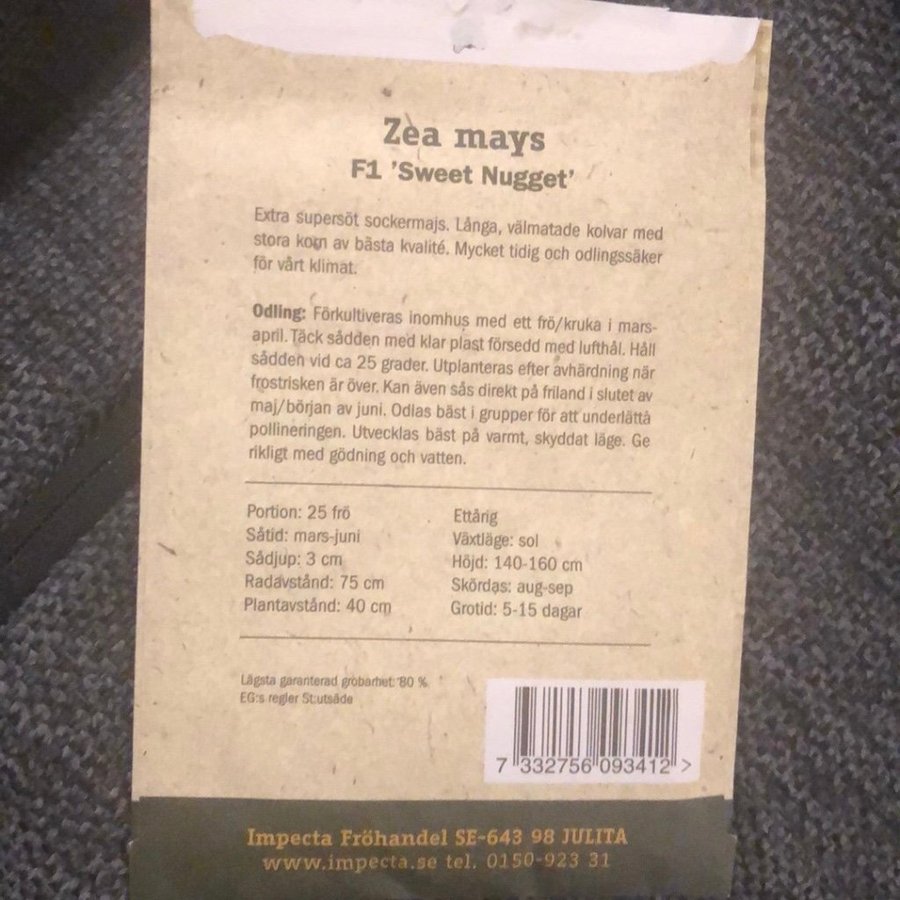 Zea mays
F1 'Sweet Nugget'
Extra supersöt sockermajs. Långa, välmatade kolvar med
stora korn av bästa kvalité. Mycket tidig och odlingssäker
för vårt klimat.
Odling: Förkultiveras inomhus med ett frö/kruka i mars-
april. Täck sådden med klar plast försedd med lufthål. Håll
sådden vid ca 25 grader. Utplanteras efter avhärdning när
frostrisken är över. Kan även sås direkt på friland i slutet av
maj/början av juni. Odlas bäst i grupper för att underlätta
pollineringen. Utvecklas bäst på varmt, skyddat läge. Ge
rikligt med gödning och vatten.
Portion: 25 frö
Såtid: mars-juni
Sådjup: 3 cm
Radavstånd: 75 cm
Plantavstånd: 40 cm
Ettårig
Växtläge: sol
Höjd: 140-160 cm
Skördas: aug-sep
Grotid: 5-15 dagar
Lägsta garanterad grobarhet: 80 %
EG:s regler St:utsäde
7 332756 093412 >
Impecta Fröhandel SE-643 98 JULITA
www.impecta.se tel. 0150-923 31